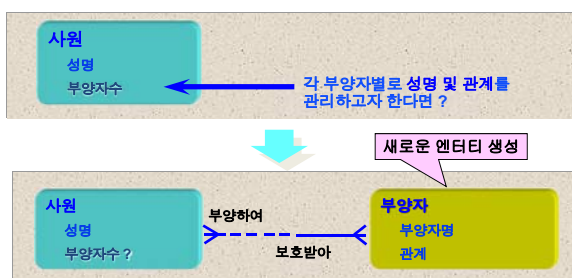 사원
성명
부양자수
각 부양자별로 성명 및 관계를
관리하고자 한다면 ?
새로운 엔터티 생성
사원
성명
부양자수 ?
부양하여
보호받아
부양자
부양자명
관계